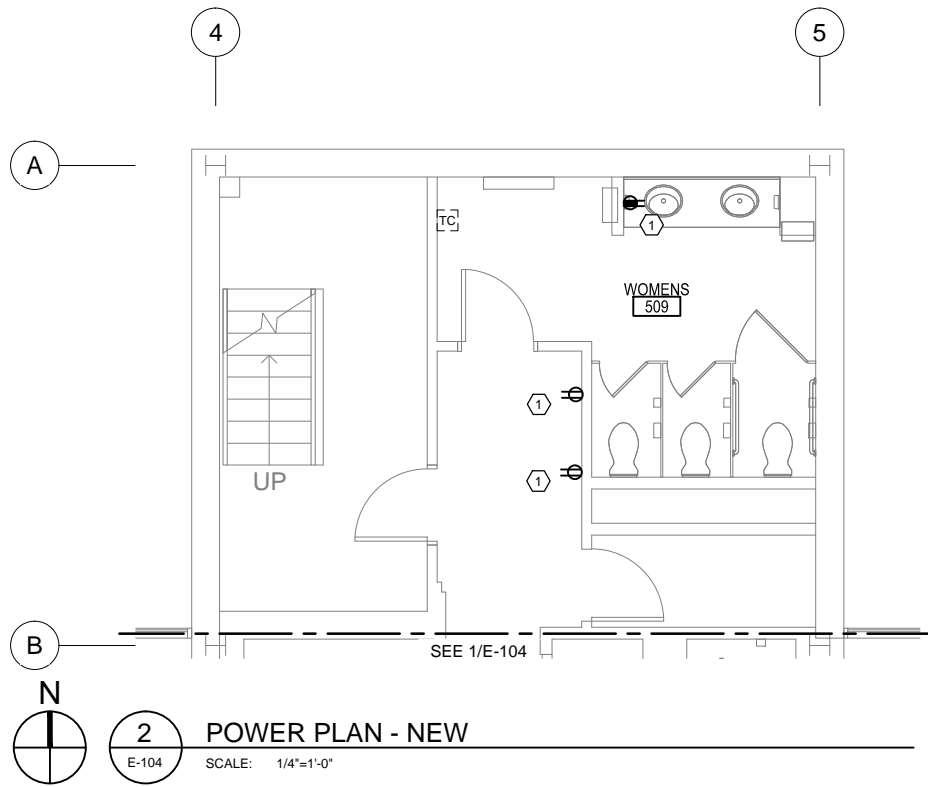 4
5
A
TC
1
WOMENS
509
1
1
UP
B
SEE 1/E-104
N
2
E-104
POWER PLAN - NEW
SCALE: 1/4"=1'-0"